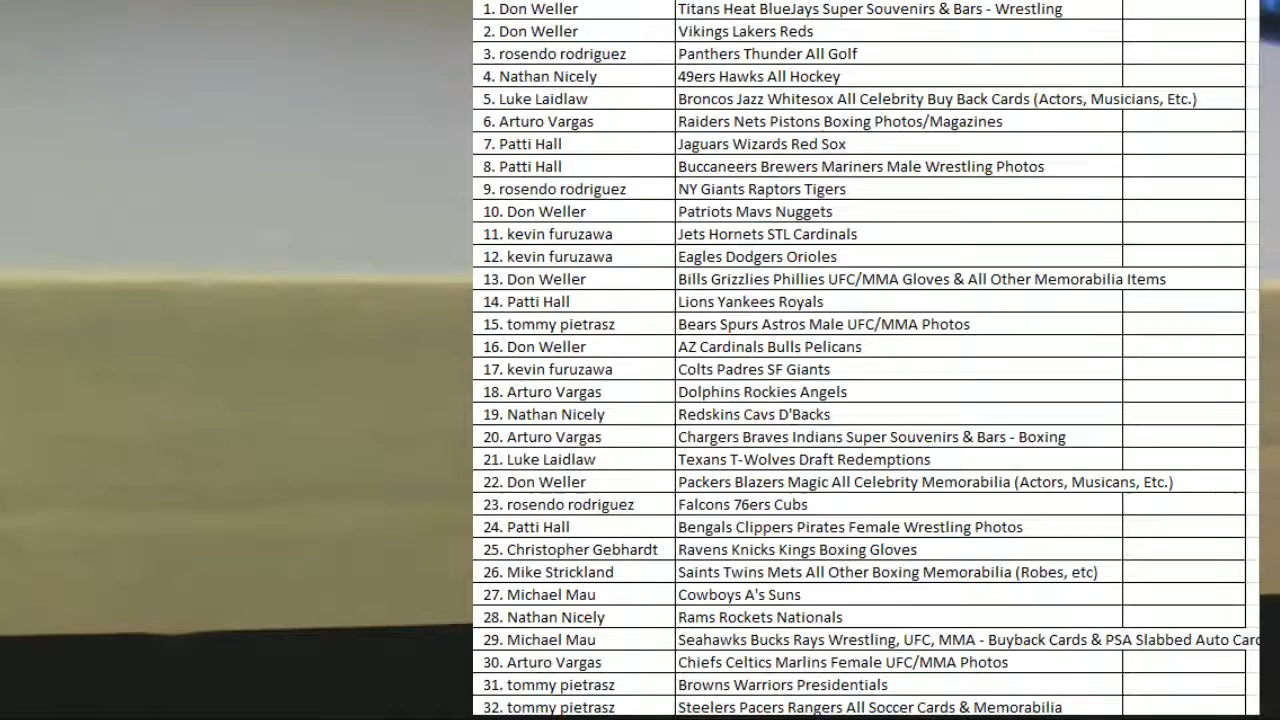 1. Don Weller Titans Heat BlueJays Super Souvenirs & Bars - Wrestling
2. Don Weller Vikings Lakers Reds
3. rosendo rodriguez Panthers Thunder All Golf
4. Nathan Nicely 49ers Hawks All Hockey
5. Luke Laidlaw Broncos Jazz Whitesox All Celebrity Buy Back Cards (Actors, Musicians, Etc.)
6. Arturo Vargas Raiders Nets Pistons Boxing Photos/Magazines
7. Patti Hall Jaguars Wizards Red Sox
8. Patti Hall Buccaneers Brewers Mariners Male Wrestling Photos
9. rosendo rodriguez NY Giants Raptors Tigers
10. Don Weller Patriots Mavs Nuggets
11. kevin furuzawa Jets Hornets STL Cardinals
12. kevin furuzawa Eagles Dodgers Orioles
13. Don Weller Bills Grizzlies Phillies UFC/MMA Gloves & All Other Memorabilia Items
14. Patti Hall Lions Yankees Royals
15. tommy pietrasz Bears Spurs Astros Male UFC/MMA Photos
16. Don Weller AZ Cardinals Bulls Pelicans
17. kevin furuzawa Colts Padres SF Giants
18. Arturo Vargas Dolphins Rockies Angels
19. Nathan Nicely Redskins Cavs D'Backs
20. Arturo Vargas Chargers Braves Indians Super Souvenirs & Bars - Boxing
21. Luke Laidlaw Texans T-Wolves Draft Redemptions
22. Don Weller Packers Blazers Magic All Celebrity Memorabilia (Actors, Musicans, Etc.)
23. rosendo rodriguez Falcons 76ers Cubs
24. Patti Hall Bengals Clippers Pirates Female Wrestling Photos
25. Christopher Gebhardt Ravens Knicks Kings Boxing Gloves
26. Mike Strickland Saints Twins Mets All Other Boxing Memorabilia (Robes, etc)
27. Michael Mau Cowboys A's Suns
28. Nathan Nicely Rams Rockets Nationals
29. Michael Mau Seahawks Bucks Rays Wrestling, UFC, MMA - Buyback Cards & PSA Slabbed Auto Card
30. Arturo Vargas Chiefs Celtics Marlins Female UFC/MMA Photos
31. tommy pietrasz Browns Warriors Presidentials
32. tommy pietrasz Steelers Pacers Rangers All Soccer Cards & Memorabilia